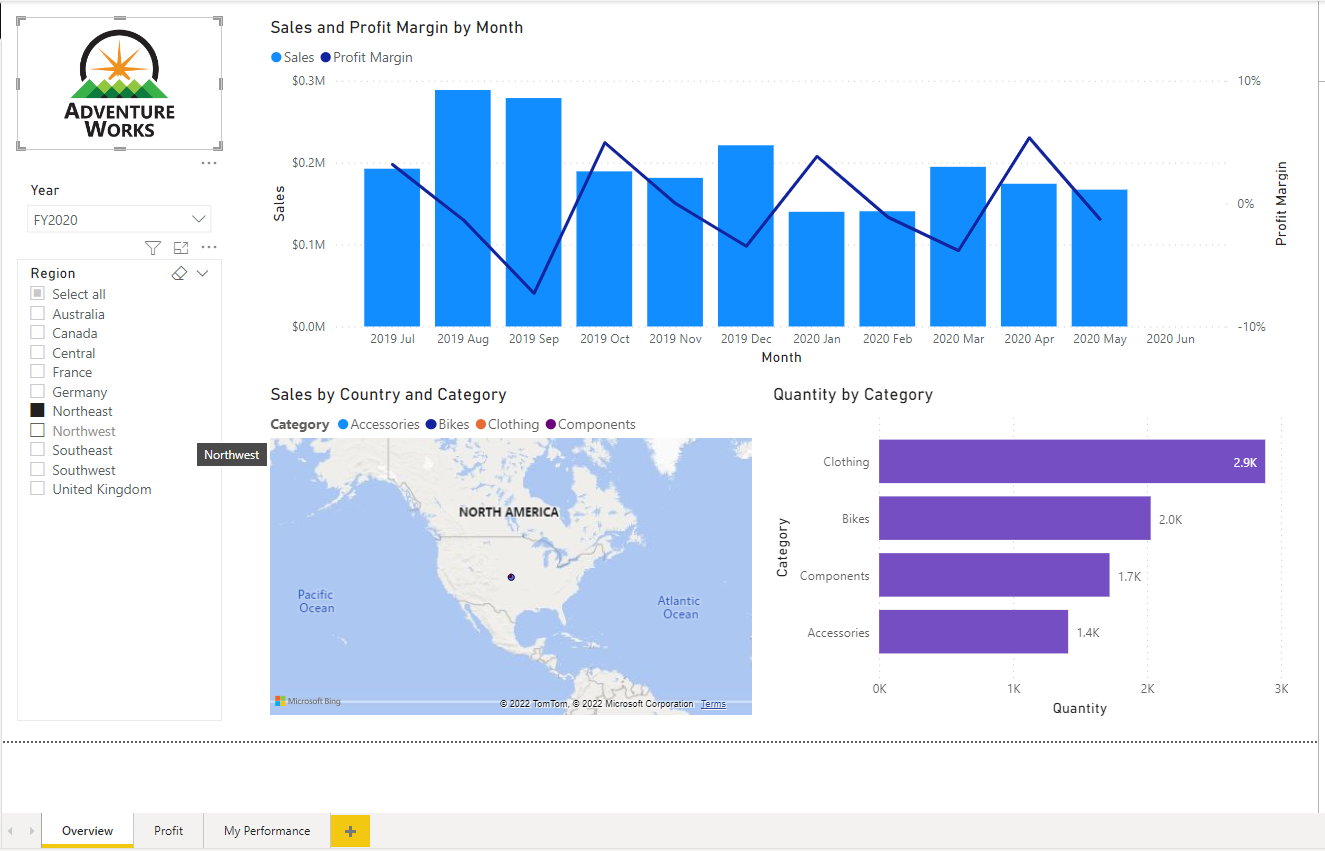 ADVENTURE
WORKS
Year
FY2020
Region
Select all
Australia
Canada
Central
France
Germany
Northeast
Northwest
Southeast
Southwest
United Kingdom
Northwest
Sales and Profit Margin by Month
Sales Profit Margin
$0.3M
$0.2M
$0.1M
$0.0M
Sales
10%
0%
-10%
Profit Margin
2019 Jul 2019 Aug 2019 Sep 2019 Oct 2019 Nov 2019 Dec 2020 Jan 2020 Feb 2020 Mar 2020 Apr 2020 May 2020 Jun
Month
Sales by Country and Category
Category Accessories Bikes Clothing Components
NORTH AMERICA
Pacific
Ocean
Atlantic
Ocean
Microsoft Bing
© 2022 TomTom, © 2022 Microsoft Corporation Terms
Quantity by Category
Category
Clothing 2.9K
Bikes 2.0K
Components 1.7K
Accessories 1.4K
0K 1K 2K 3K
Quantity
Overview Profit My Performance